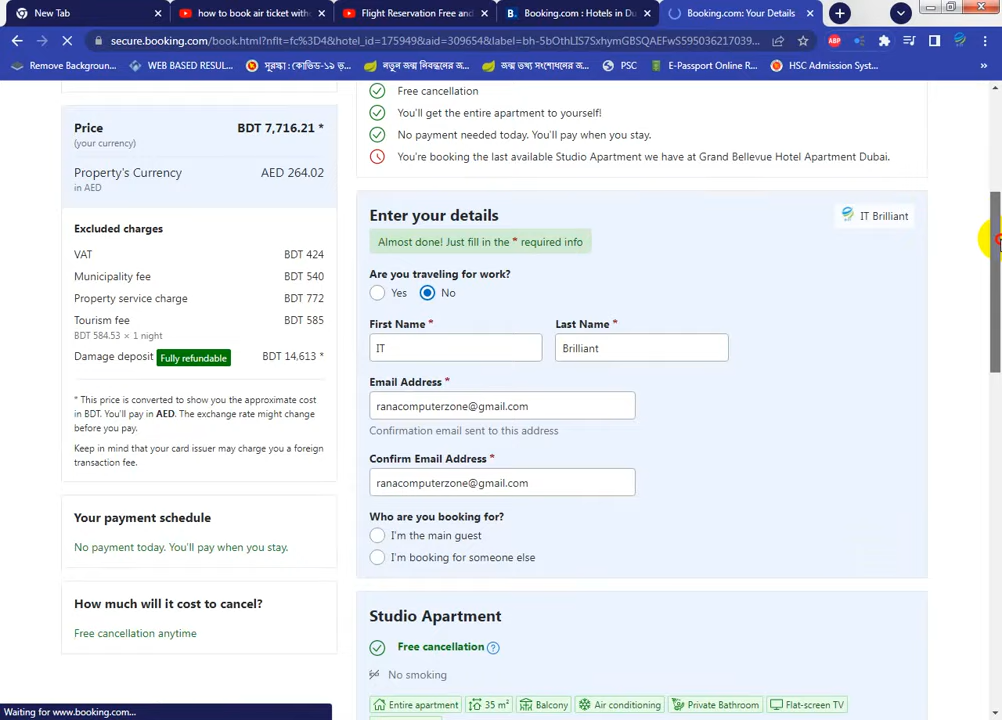 New Tab
how to book air ticket with
Flight Reservation Free and
Booking.com : Hotels in Du
Booking.com: Your Details
secure.booking.com/book.html?nflt=fc%3D4&hotel_id=175949&aid=309654&label=bh-5bOthLIS7SxhymGBSQAEFwS595036217039...
Remove Backgroun...
WEB BASED RESUL...
সুরক্ষা : কোভিড-১৯ ভ্...
নতুন জন্ম নিবন্ধনের জ...
জন্ম তথ্য সংশোধনের জ...
PSC
E-Passport Online R...
HSC Admission Syst...
»
Free cancellation
You'll get the entire apartment to yourself!
No payment needed today. You'll pay when you stay.
You're booking the last available Studio Apartment we have at Grand Bellevue Hotel Apartment Dubai.
Price BDT 7,716.21 *
(your currency)
Property's Currency AED 264.02
in AED
Excluded charges
VAT BDT 424
Municipality fee BDT 540
Property service charge BDT 772
Tourism fee BDT 585
BDT 584.53 × 1 night
Damage deposit Fully refundable BDT 14,613 *
* This price is converted to show you the approximate cost
in BDT. You'll pay in AED. The exchange rate might change
before you pay.
Keep in mind that your card issuer may charge you a foreign
transaction fee.
Your payment schedule
No payment today. You'll pay when you stay.
How much will it cost to cancel?
Free cancellation anytime
Enter your details
IT Brilliant
Almost done! Just fill in the * required info
Are you traveling for work?
Yes No
First Name * Last Name *
IT Brilliant
Email Address *
ranacomputerzone@gmail.com
Confirmation email sent to this address
Confirm Email Address *
ranacomputerzone@gmail.com
Who are you booking for?
I'm the main guest
I'm booking for someone else
Studio Apartment
Free cancellation
No smoking
Entire apartment 35 m² Balcony Air conditioning Private Bathroom Flat-screen TV
Waiting for www.booking.com...